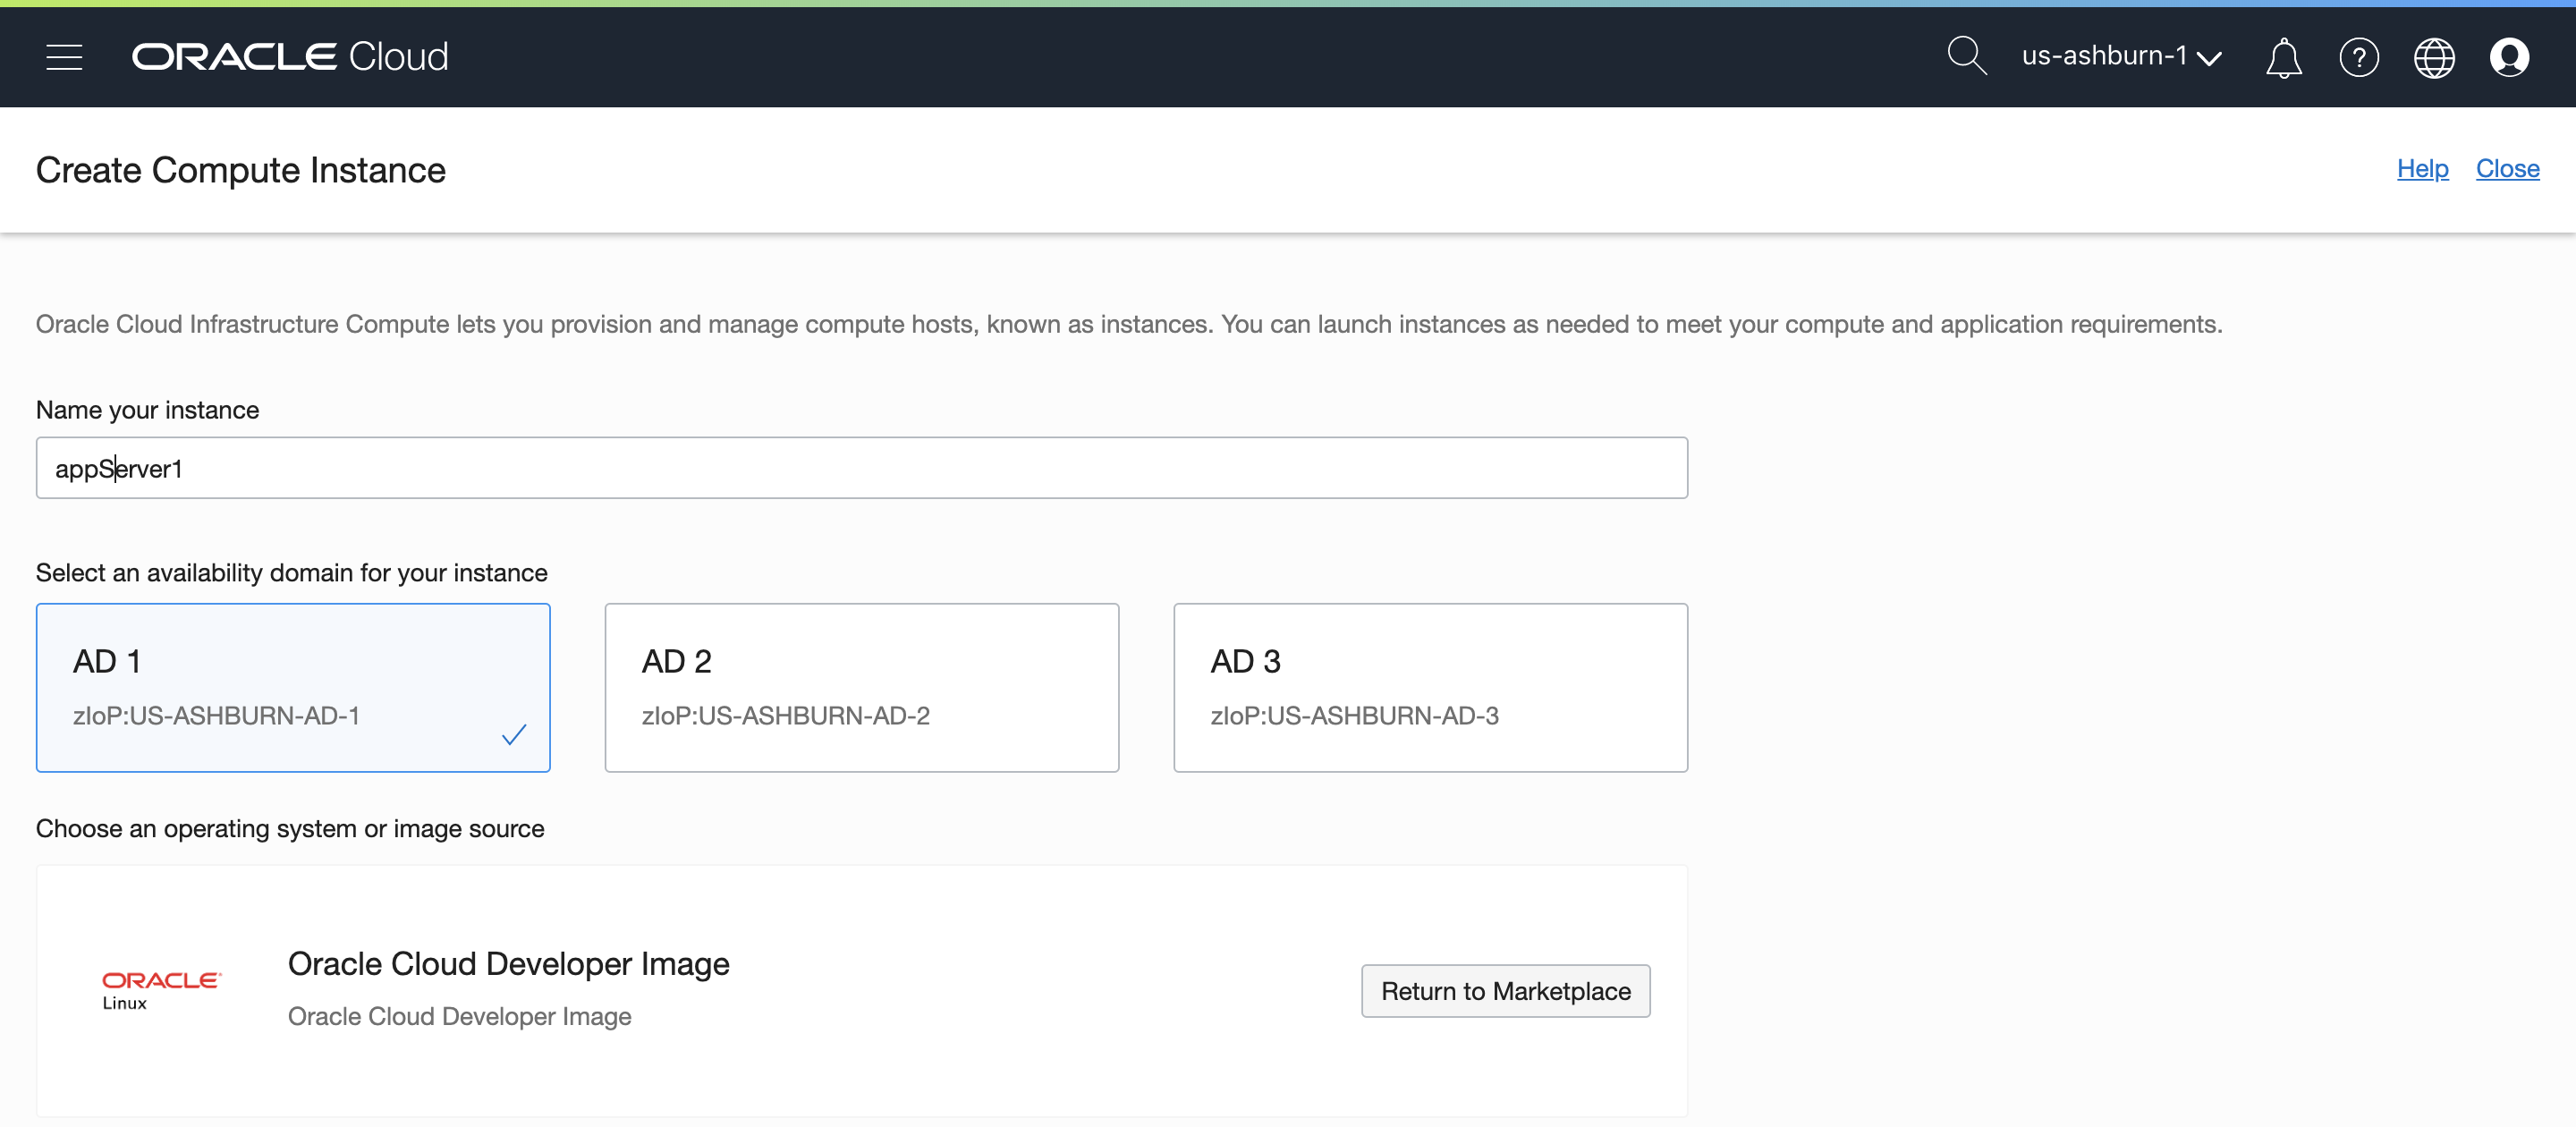 ORACLE Cloud
us-ashburn-1
Create Compute Instance
Help Close
Oracle Cloud Infrastructure Compute lets you provision and manage compute hosts, known as instances. You can launch instances as needed to meet your compute and application requirements.
Name your instance
appServer1
Select an availability domain for your instance
AD 1
zIoP:US-ASHBURN-AD-1
AD 2
zIoP:US-ASHBURN-AD-2
AD 3
zIoP:US-ASHBURN-AD-3
Choose an operating system or image source
ORACLE
Linux
Oracle Cloud Developer Image
Oracle Cloud Developer Image
Return to Marketplace